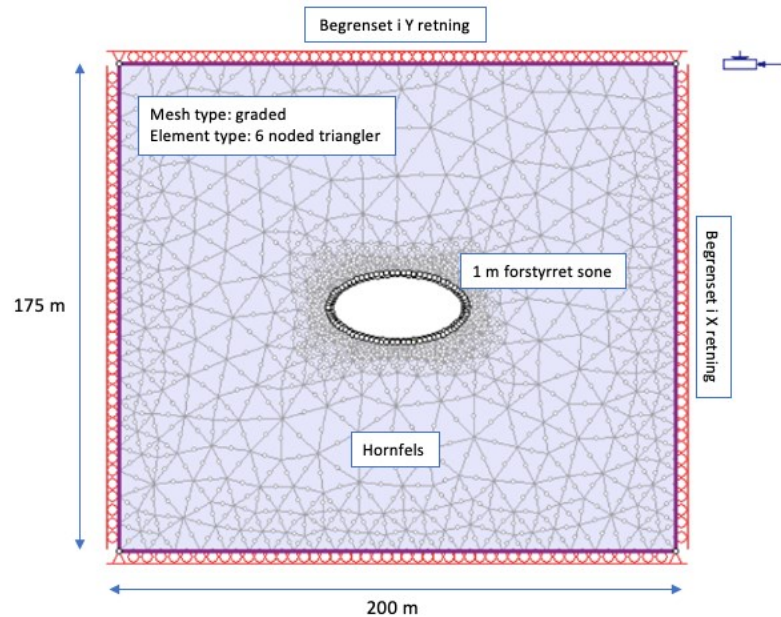 Begrenset i Y retning
Mesh type: graded
Element type: 6 noded triangler
1 m forstyrret sone
175 m
Begrenset i X retning
Hornfels
200 m